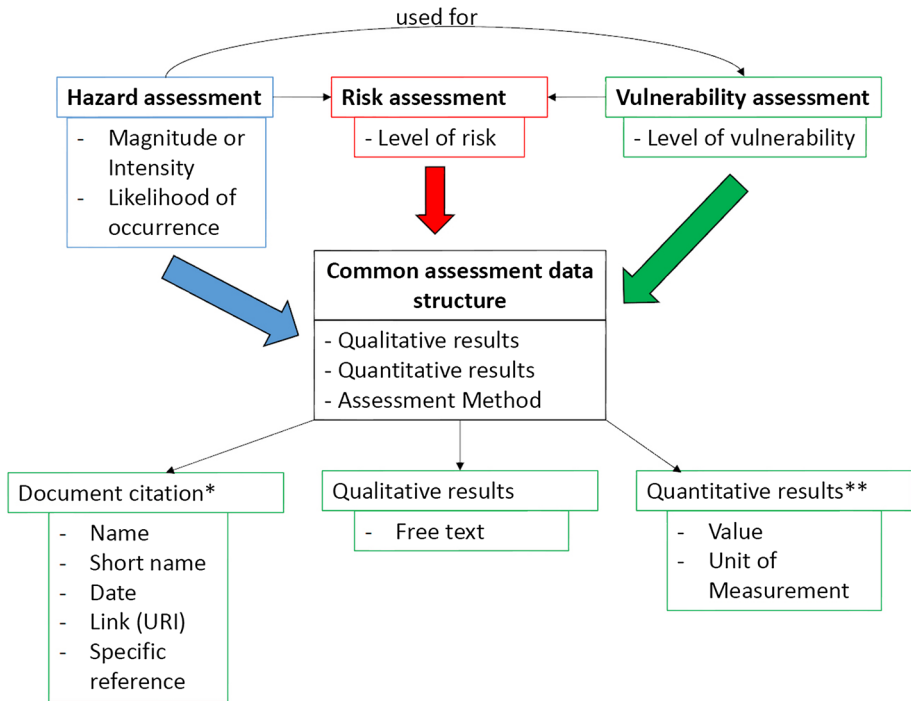 used for
Hazard assessment
- Magnitude or
Intensity
- Likelihood of
occurrence
Risk assessment
- Level of risk
Vulnerability assessment
- Level of vulnerability
Common assessment data
structure
- Qualitative results
- Quantitative results
- Assessment Method
Document citation*
- Name
- Short name
- Date
- Link (URI)
- Specific
reference
Qualitative results
- Free text
Quantitative results**
- Value
- Unit of
Measurement